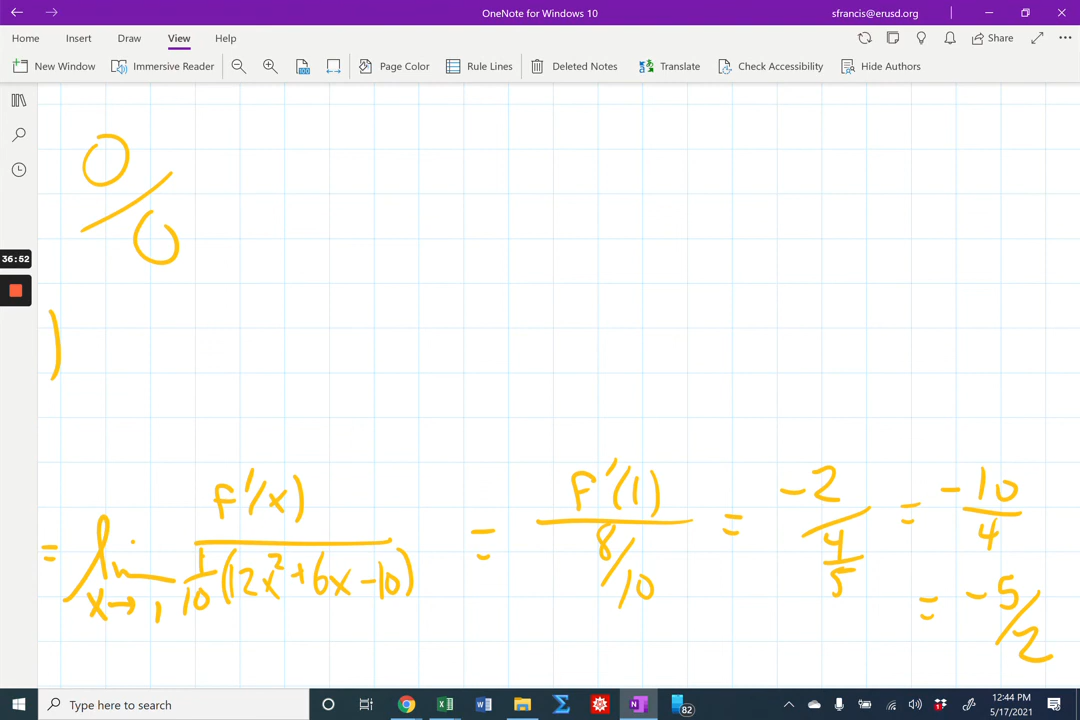 OneNote for Windows 10
sfrancis@erusd.org
Home Insert Draw View Help
Share
New Window Immersive Reader Page Color Rule Lines Deleted Notes Translate Check Accessibility Hide Authors
0/0
36:52
)
= lim x→1 F'(x) / 1/10 (12x²+6x-10) = F'(1) / 8/10 = -2 / 4/5 = -10/4
= -5/2
Type here to search
82
12:44 PM
5/17/2021